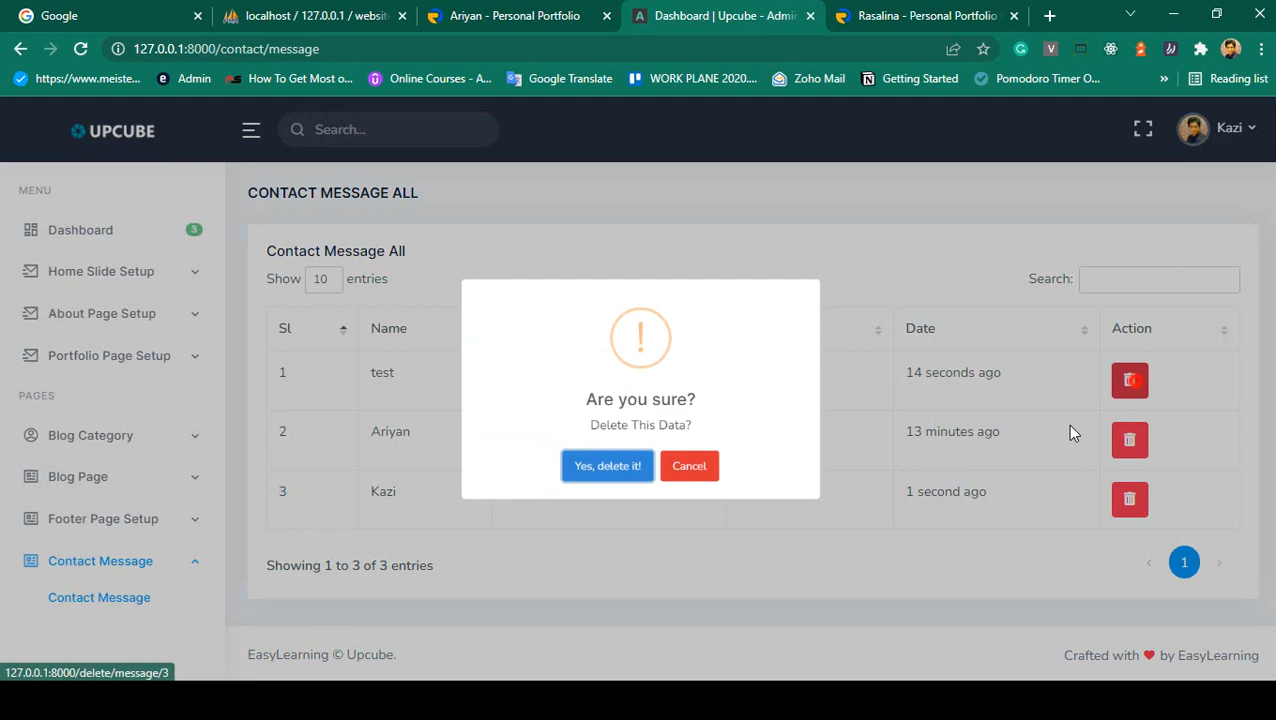 Google
localhost / 127.0.0.1 / website
Ariyan - Personal Portfolio
Dashboard | Upcube - Admin
Rasalina - Personal Portfolio
127.0.0.1:8000/contact/message
https://www.meiste...
Admin
How To Get Most o...
Online Courses - A...
Google Translate
WORK PLANE 2020....
Zoho Mail
Getting Started
Pomodoro Timer O...
»
Reading list
UPCUBE
Search...
Kazi
MENU
Dashboard
3
Home Slide Setup
About Page Setup
Portfolio Page Setup
PAGES
Blog Category
Blog Page
Footer Page Setup
Contact Message
Contact Message
CONTACT MESSAGE ALL
Contact Message All
Show 10 entries
Search:
Sl Name Date Action
1 test 14 seconds ago
2 Ariyan 13 minutes ago
3 Kazi 1 second ago
Showing 1 to 3 of 3 entries
‹ 1 ›
!
Are you sure?
Delete This Data?
Yes, delete it! Cancel
EasyLearning © Upcube.
Crafted with ❤ by EasyLearning
127.0.0.1:8000/delete/message/3